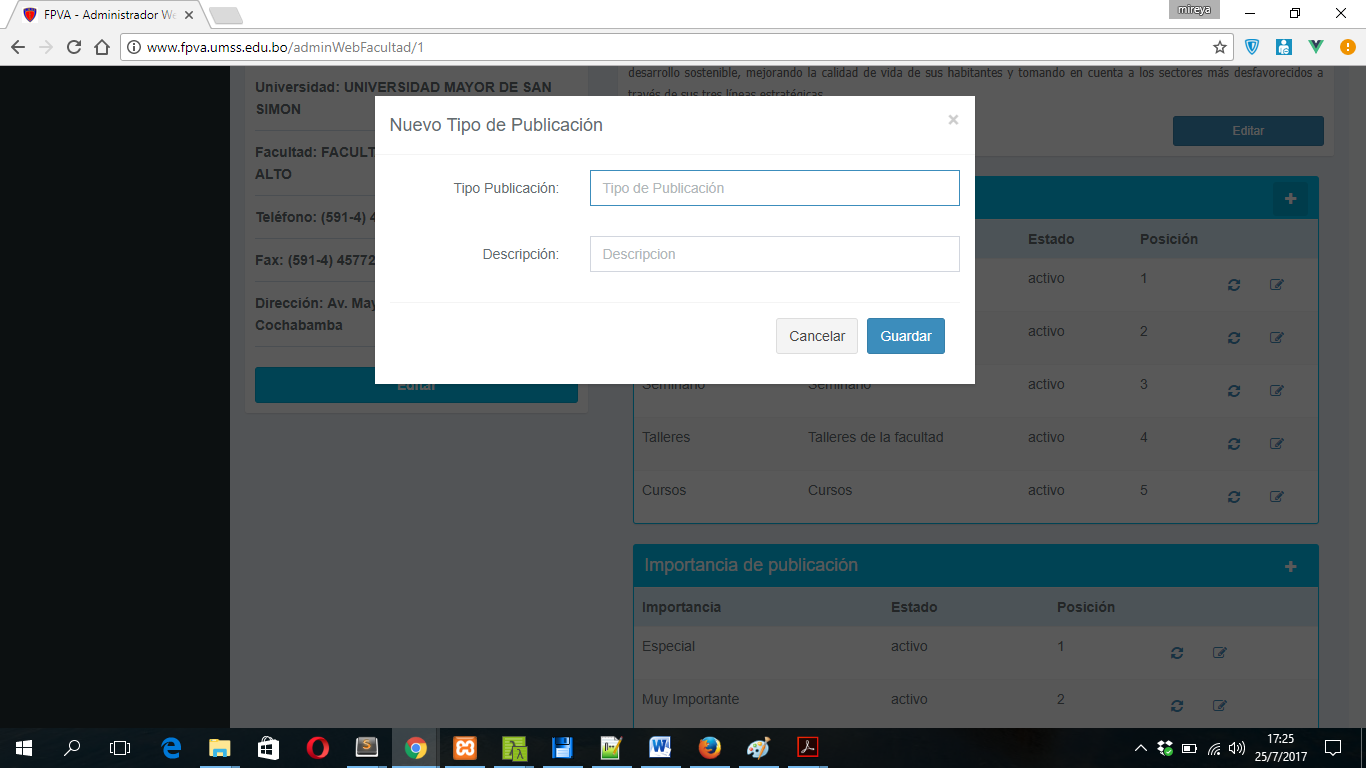 FPVA - Administrador We
mireya
www.fpva.umss.edu.bo/adminWebFacultad/1
Universidad: UNIVERSIDAD MAYOR DE SAN
SIMON
Facultad: FACULT
ALTO
Teléfono: (591-4) 4
Fax: (591-4) 45772
Dirección: Av. May
Cochabamba
Editar
desarrollo sostenible, mejorando la calidad de vida de sus habitantes y tomando en cuenta a los sectores más desfavorecidos a
través de sus tres líneas estratégicas
Editar
Nuevo Tipo de Publicación
×
Tipo Publicación:
Tipo de Publicación
Descripción:
Descripcion
Cancelar
Guardar
Estado Posición
activo 1
activo 2
Seminario Seminario activo 3
Talleres Talleres de la facultad activo 4
Cursos Cursos activo 5
Importancia de publicación
Importancia Estado Posición
Especial activo 1
Muy Importante activo 2
17:25
25/7/2017